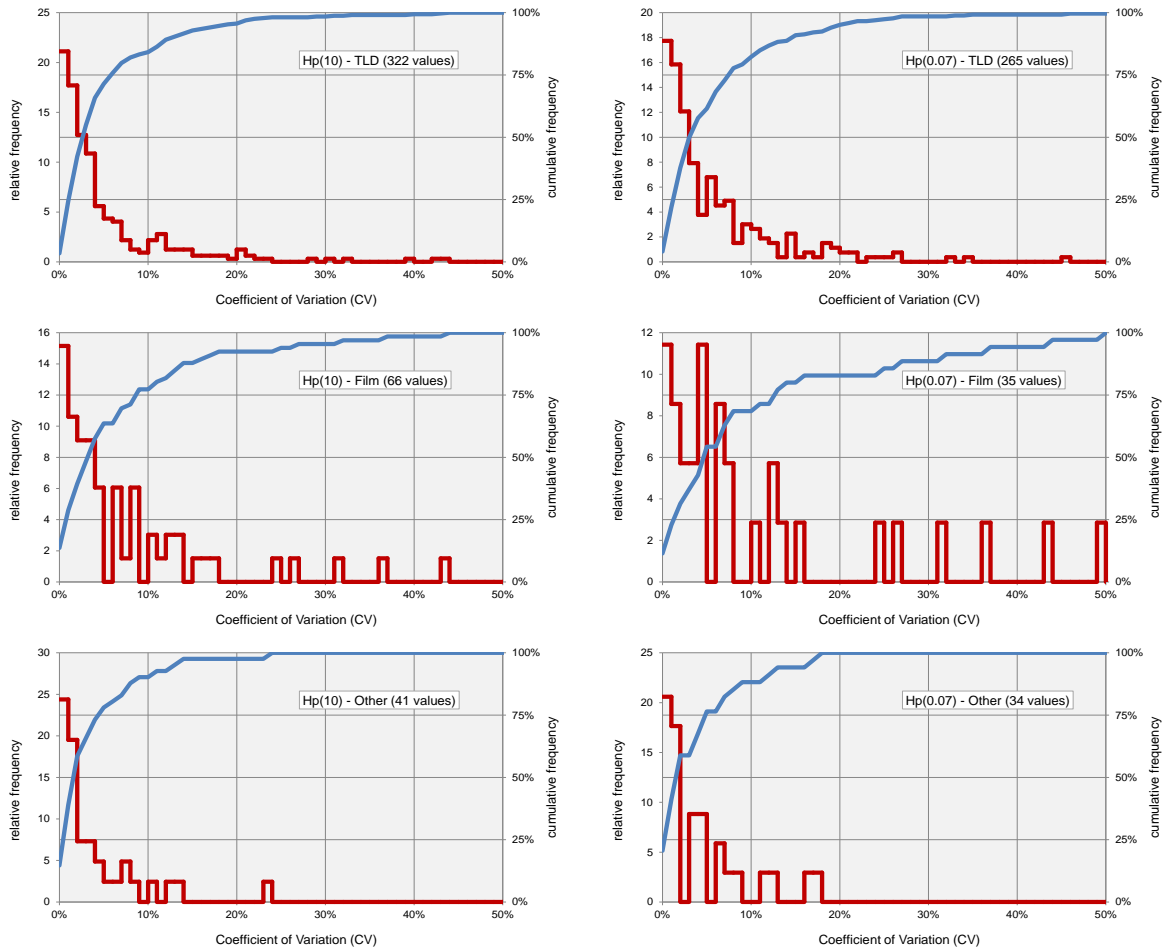 Hp(10) - TLD (322 values)
relative frequency
25
20
15
10
5
0
100%
75%
50%
25%
0%
cumulative frequency
0% 10% 20% 30% 40% 50%
Coefficient of Variation (CV)
Hp(0.07) - TLD (265 values)
relative frequency
20
18
16
14
12
10
8
6
4
2
0
100%
75%
50%
25%
0%
cumulative frequency
0% 10% 20% 30% 40% 50%
Coefficient of Variation (CV)
Hp(10) - Film (66 values)
relative frequency
16
14
12
10
8
6
4
2
0
100%
75%
50%
25%
0%
cumulative frequency
0% 10% 20% 30% 40% 50%
Coefficient of Variation (CV)
Hp(0.07) - Film (35 values)
relative frequency
12
10
8
6
4
2
0
100%
75%
50%
25%
0%
cumulative frequency
0% 10% 20% 30% 40% 50%
Coefficient of Variation (CV)
Hp(10) - Other (41 values)
relative frequency
30
25
20
15
10
5
0
100%
75%
50%
25%
0%
cumulative frequency
0% 10% 20% 30% 40% 50%
Coefficient of Variation (CV)
Hp(0.07) - Other (34 values)
relative frequency
25
20
15
10
5
0
100%
75%
50%
25%
0%
cumulative frequency
0% 10% 20% 30% 40% 50%
Coefficient of Variation (CV)